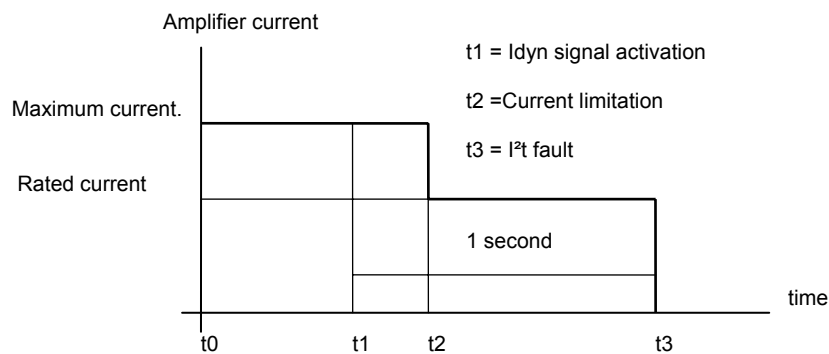 Amplifier current
t1 = Idyn signal activation
t2 =Current limitation
t3 = I²t fault
Maximum current.
Rated current
1 second
time
t0 t1 t2 t3